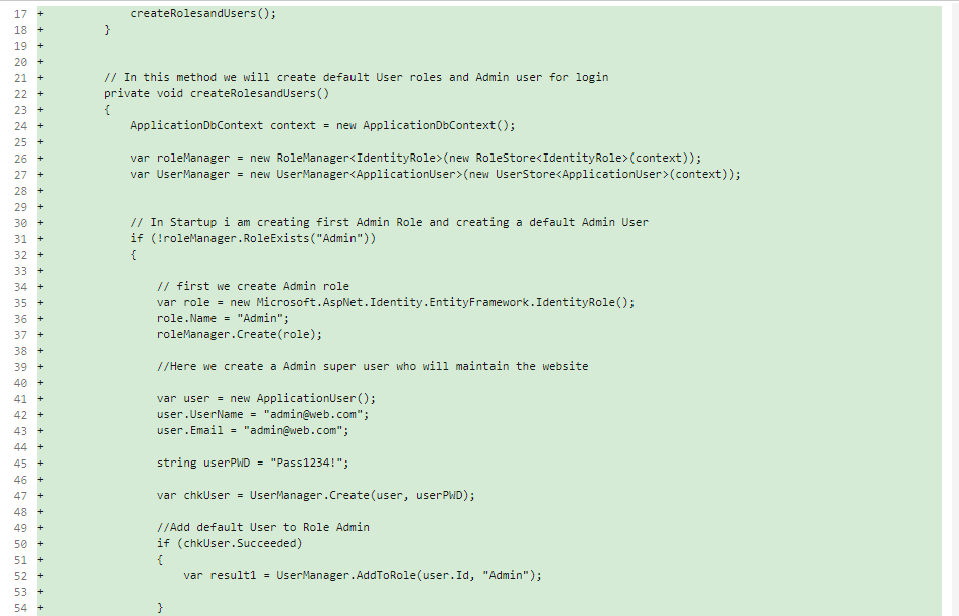 17 + createRolesandUsers();
18 + }
19 +
20 +
21 + // In this method we will create default User roles and Admin user for login
22 + private void createRolesandUsers()
23 + {
24 + ApplicationDbContext context = new ApplicationDbContext();
25 +
26 + var roleManager = new RoleManager<IdentityRole>(new RoleStore<IdentityRole>(context));
27 + var UserManager = new UserManager<ApplicationUser>(new UserStore<ApplicationUser>(context));
28 +
29 +
30 + // In Startup i am creating first Admin Role and creating a default Admin User
31 + if (!roleManager.RoleExists("Admin"))
32 + {
33 +
34 + // first we create Admin role
35 + var role = new Microsoft.AspNet.Identity.EntityFramework.IdentityRole();
36 + role.Name = "Admin";
37 + roleManager.Create(role);
38 +
39 + //Here we create a Admin super user who will maintain the website
40 +
41 + var user = new ApplicationUser();
42 + user.UserName = "admin@web.com";
43 + user.Email = "admin@web.com";
44 +
45 + string userPWD = "Pass1234!";
46 +
47 + var chkUser = UserManager.Create(user, userPWD);
48 +
49 + //Add default User to Role Admin
50 + if (chkUser.Succeeded)
51 + {
52 + var result1 = UserManager.AddToRole(user.Id, "Admin");
53 +
54 + }